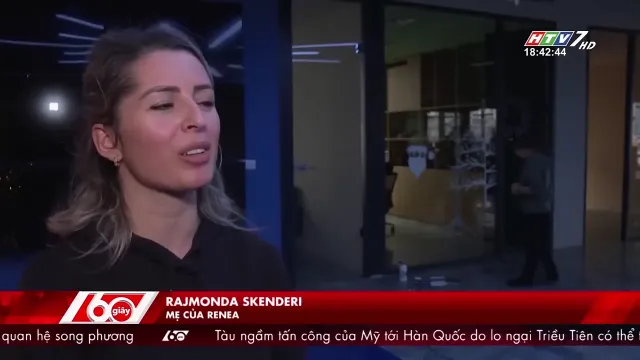 HTV7 HD
18:42:44
RAJMONDA SKENDERI
MẸ CỦA RENEA
60 giây
quan hệ song phương 60 Tàu ngầm tấn công của Mỹ tới Hàn Quốc do lo ngại Triều Tiên có thể t